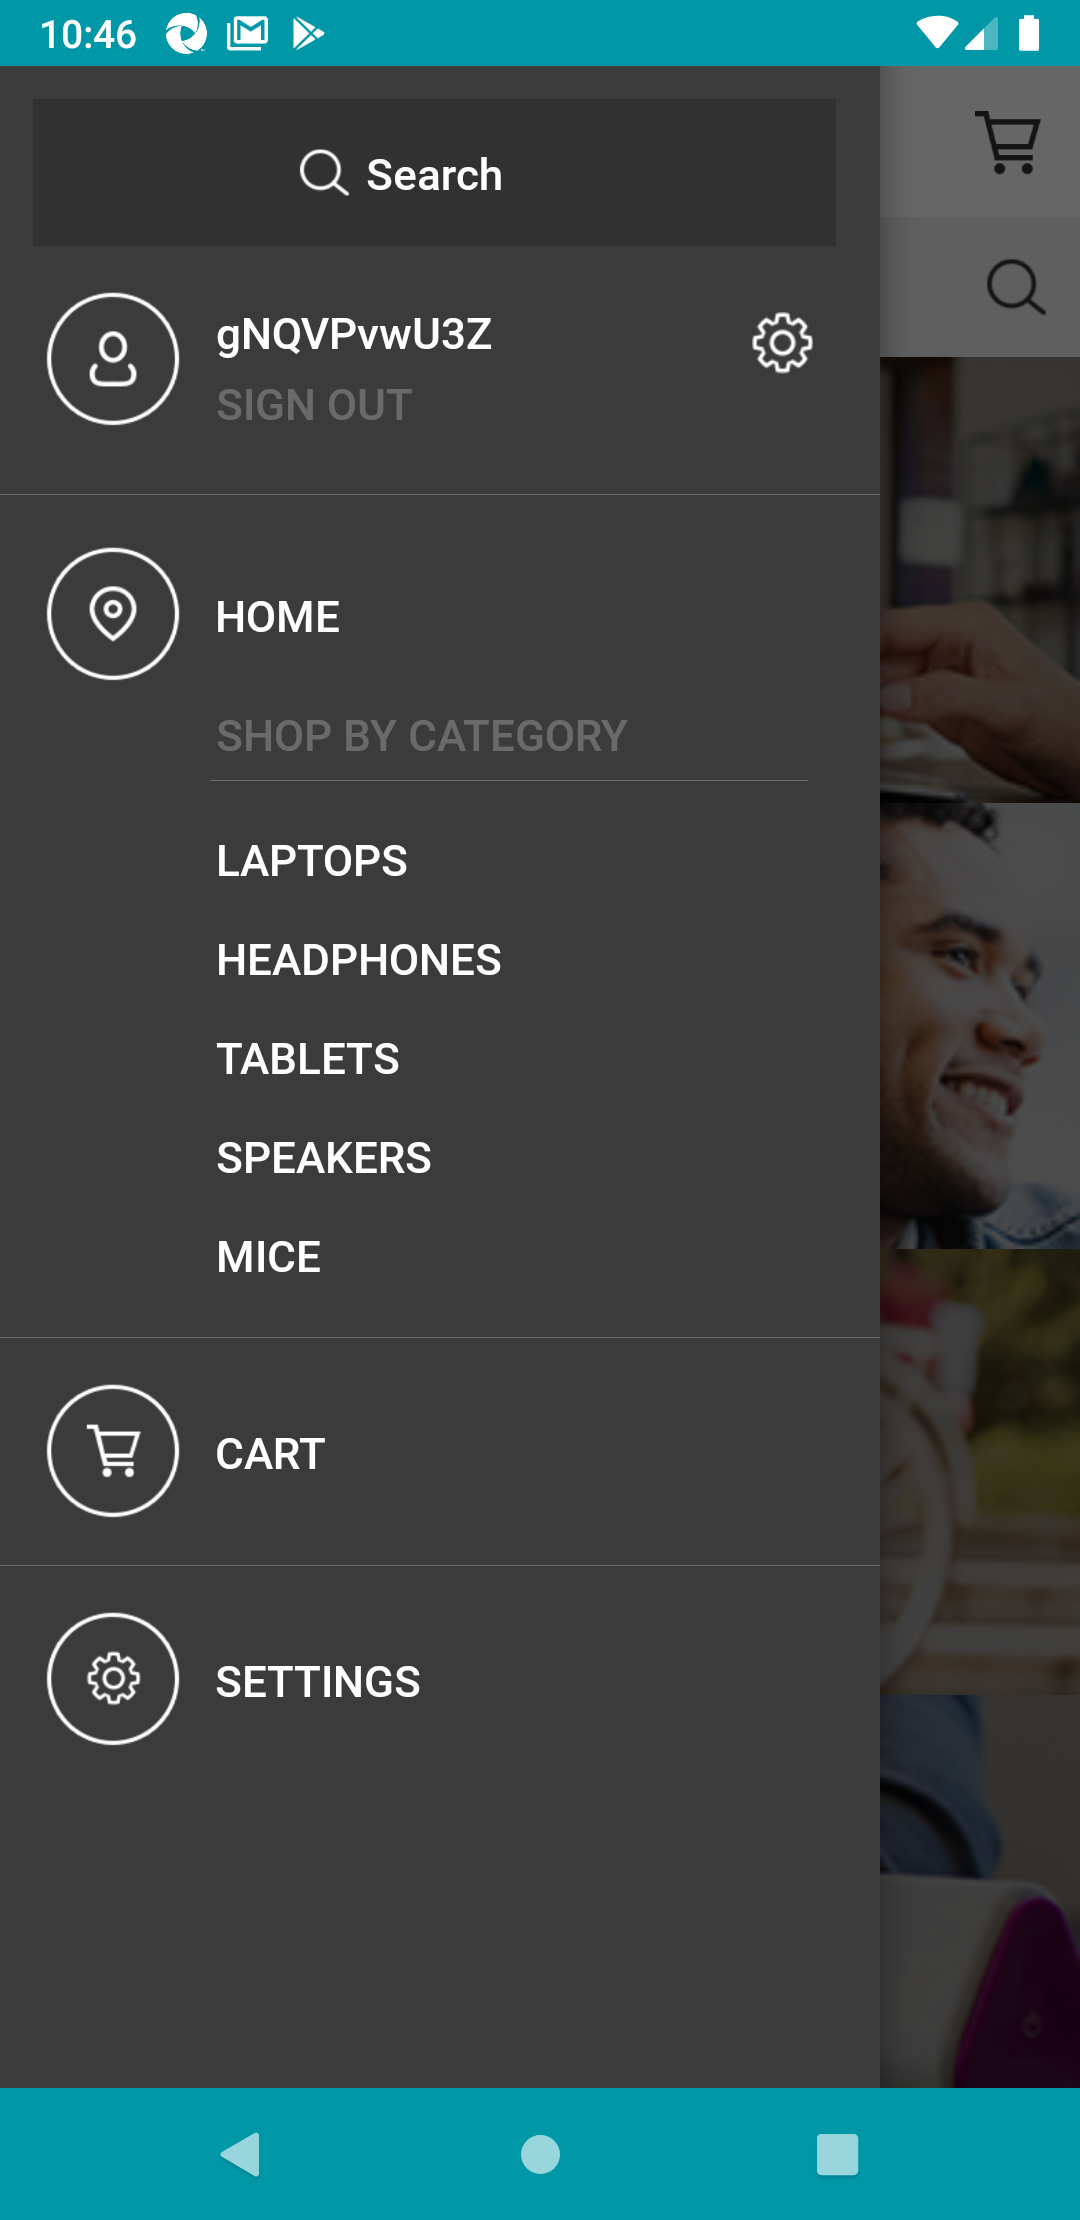 10:46
Search
gNQVPvwU3Z
SIGN OUT
HOME
SHOP BY CATEGORY
LAPTOPS
HEADPHONES
TABLETS
SPEAKERS
MICE
CART
SETTINGS